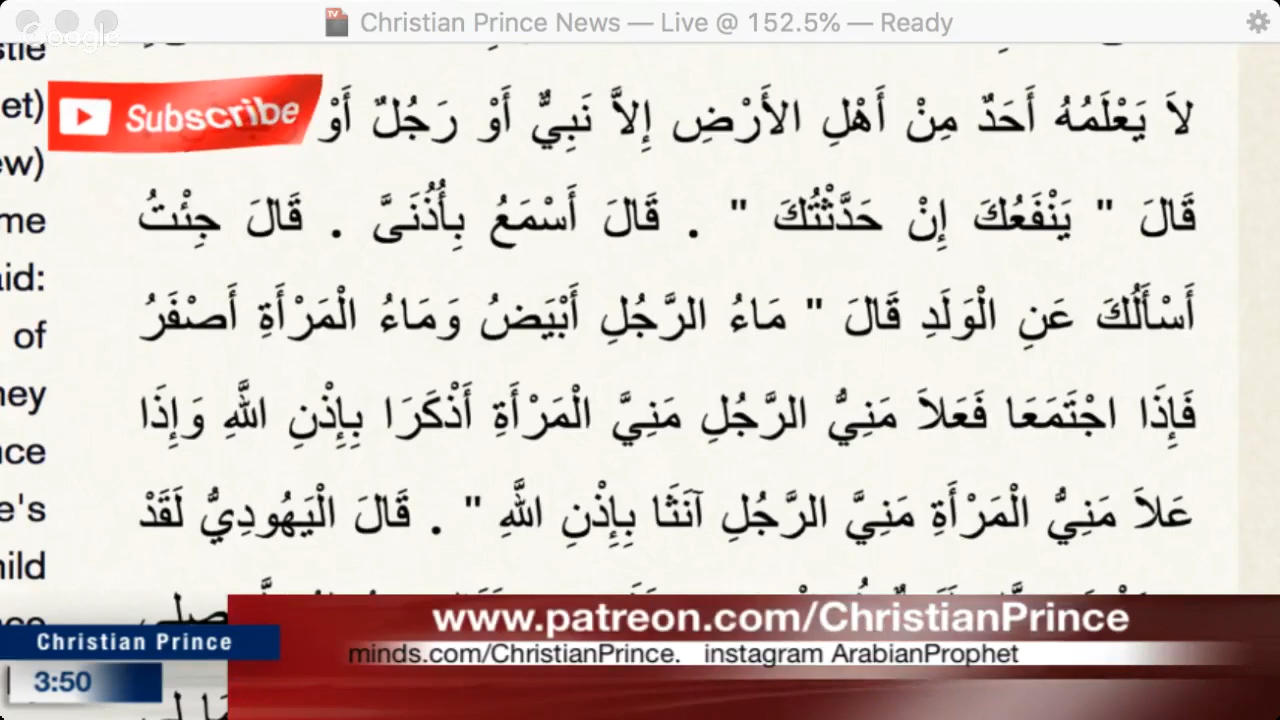 Christian Prince News — Live @ 152.5% — Ready
Google
et)
ew)
me
aid:
of
ney
nce
e's
hild
Subscribe
لاَ يَعْلَمُهُ أَحَدٌ مِنْ أَهْلِ الأَرْضِ إِلاَّ نَبِيٌّ أَوْ رَجُلٌ أَوْ
قَالَ " يَنْفَعُكَ إِنْ حَدَّثْتُكَ " . قَالَ أَسْمَعُ بِأُذُنَىَّ . قَالَ جِئْتُ
أَسْأَلُكَ عَنِ الْوَلَدِ قَالَ " مَاءُ الرَّجُلِ أَبْيَضُ وَمَاءُ الْمَرْأَةِ أَصْفَرُ
فَإِذَا اجْتَمَعَا فَعَلاَ مَنِيُّ الرَّجُلِ مَنِيَّ الْمَرْأَةِ أَذْكَرَا بِإِذْنِ اللَّهِ وَإِذَا
عَلاَ مَنِيُّ الْمَرْأَةِ مَنِيَّ الرَّجُلِ آنَثَا بِإِذْنِ اللَّهِ " . قَالَ الْيَهُودِيُّ لَقَدْ
صلى
www.patreon.com/ChristianPrince
minds.com/ChristianPrince. instagram ArabianProphet
Christian Prince
3:50